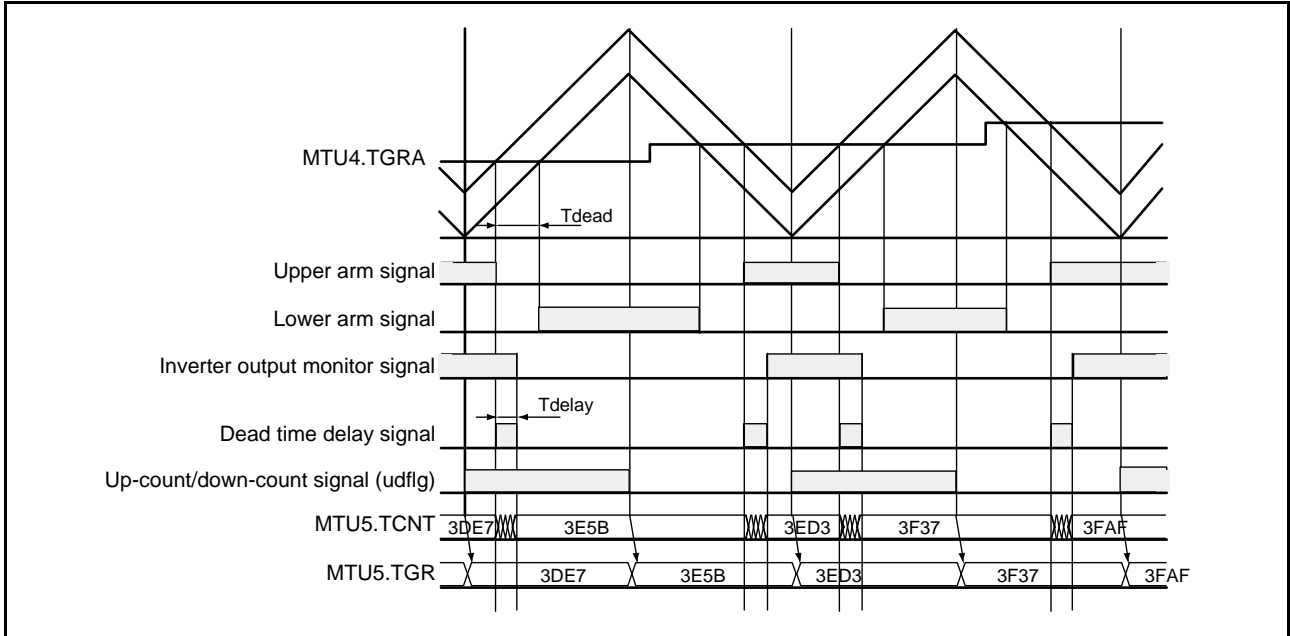 MTU4.TGRA
Tdead
Upper arm signal
Lower arm signal
Inverter output monitor signal
Tdelay
Dead time delay signal
Up-count/down-count signal (udflg)
MTU5.TCNT 3DE7 3E5B 3ED3 3F37 3FAF
MTU5.TGR 3DE7 3E5B 3ED3 3F37 3FAF